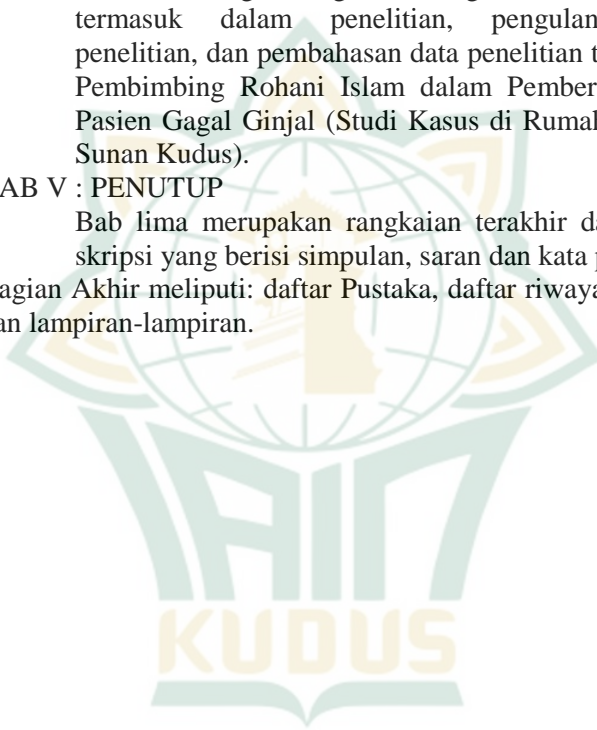 termasuk dalam penelitian, pengulan
penelitian, dan pembahasan data penelitian t
Pembimbing Rohani Islam dalam Pember
Pasien Gagal Ginjal (Studi Kasus di Rumah
Sunan Kudus).
AB V : PENUTUP
Bab lima merupakan rangkaian terakhir da
skripsi yang berisi simpulan, saran dan kata p
agian Akhir meliputi: daftar Pustaka, daftar riwaya
an lampiran-lampiran.
IAIN
KUDUS